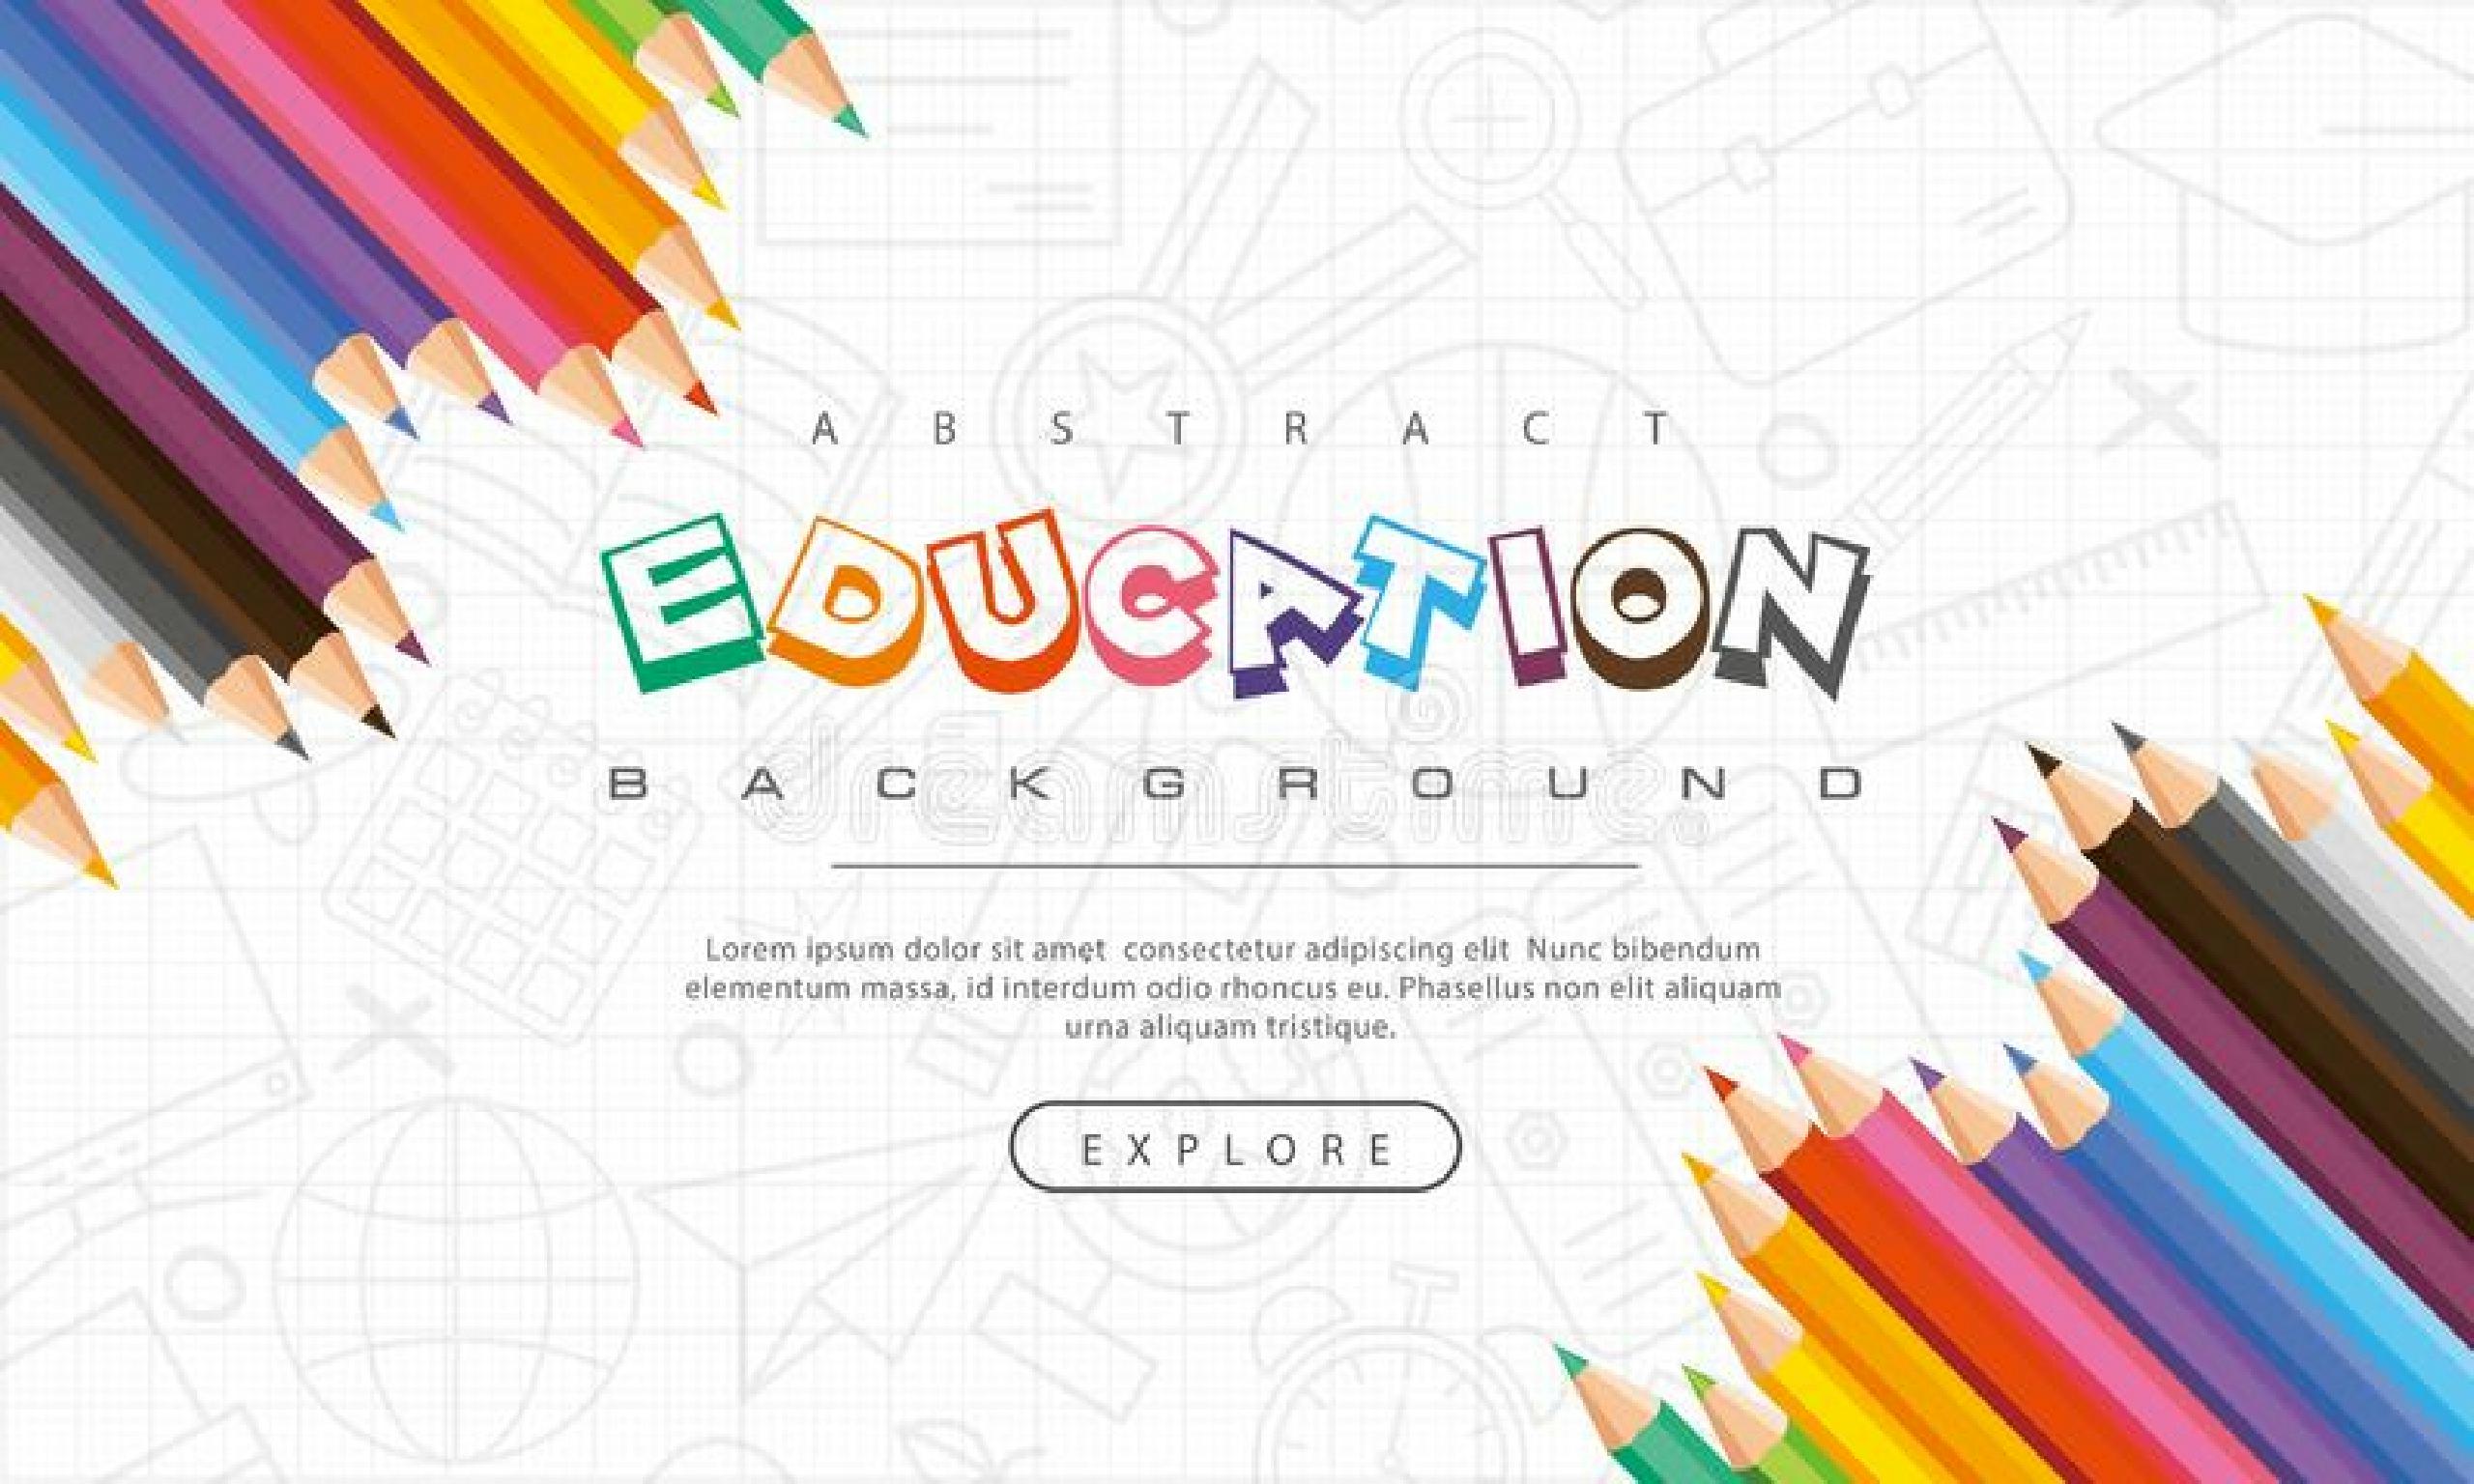 ABSTRACT
EDUCATION
BACKGROUND
dreamstime®
Lorem ipsum dolor sit amet consectetur adipiscing elit Nunc bibendum
elementum massa, id interdum odio rhoncus eu. Phasellus non elit aliquam
urna aliquam tristique.
EXPLORE